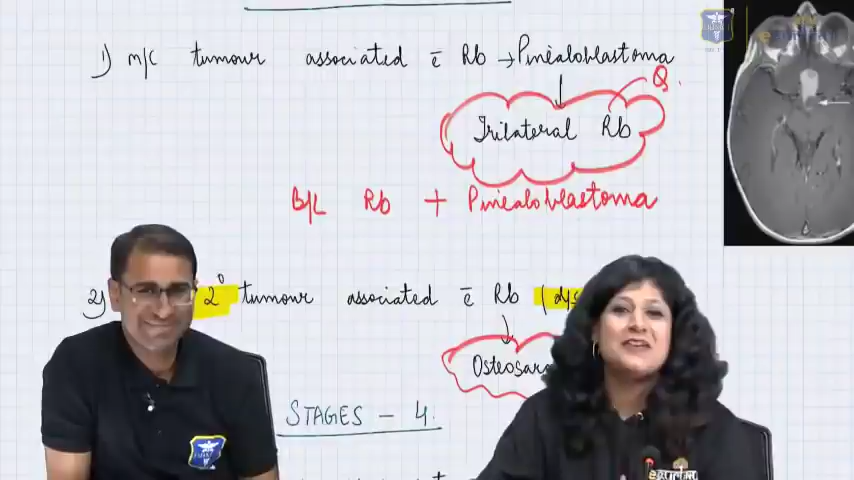 1) m/c tumour associated c̄ Rb → Pinealoblastoma
Q.
Trilateral Rb
B/L Rb + Pinealoblastoma
2) 2° tumour associated c̄ Rb
STAGES - 4.